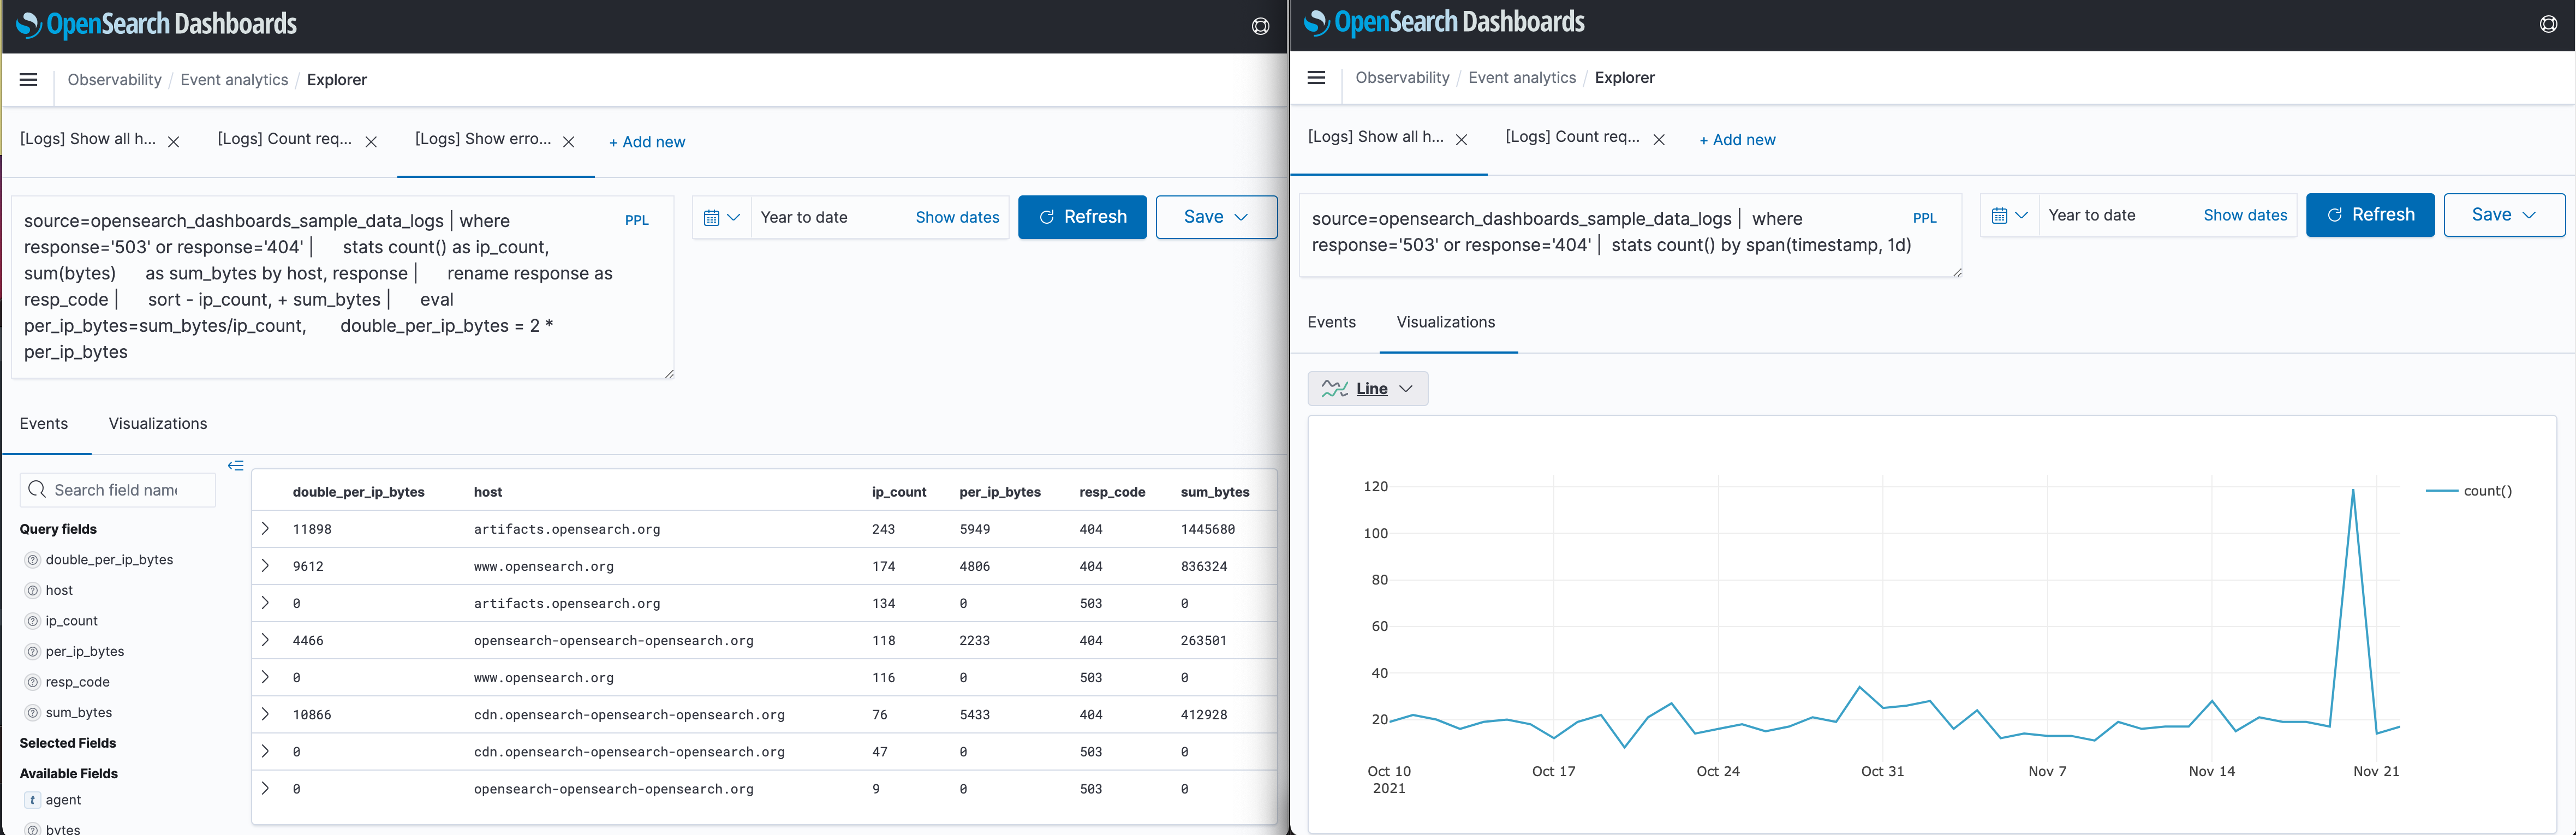 OpenSearch Dashboards
Observability / Event analytics / Explorer
[Logs] Show all h...
[Logs] Count req...
[Logs] Show erro...
+ Add new
source=opensearch_dashboards_sample_data_logs | where
response='503' or response='404' | stats count() as ip_count,
sum(bytes) as sum_bytes by host, response | rename response as
resp_code | sort - ip_count, + sum_bytes | eval
per_ip_bytes=sum_bytes/ip_count, double_per_ip_bytes = 2 *
per_ip_bytes
PPL
Year to date
Show dates
Refresh
Save
Events
Visualizations
Search field name
Query fields
double_per_ip_bytes
host
ip_count
per_ip_bytes
resp_code
sum_bytes
Selected Fields
Available Fields
t agent
bytes
double_per_ip_bytes host ip_count per_ip_bytes resp_code sum_bytes
11898 artifacts.opensearch.org 243 5949 404 1445680
9612 www.opensearch.org 174 4806 404 836324
0 artifacts.opensearch.org 134 0 503 0
4466 opensearch-opensearch-opensearch.org 118 2233 404 263501
0 www.opensearch.org 116 0 503 0
10866 cdn.opensearch-opensearch-opensearch.org 76 5433 404 412928
0 cdn.opensearch-opensearch-opensearch.org 47 0 503 0
0 opensearch-opensearch-opensearch.org 9 0 503 0
OpenSearch Dashboards
Observability / Event analytics / Explorer
[Logs] Show all h...
[Logs] Count req...
+ Add new
source=opensearch_dashboards_sample_data_logs | where
response='503' or response='404' | stats count() by span(timestamp, 1d)
PPL
Year to date
Show dates
Refresh
Save
Events
Visualizations
Line
120
100
80
60
40
20
Oct 10
2021
Oct 17
Oct 24
Oct 31
Nov 7
Nov 14
Nov 21
count()